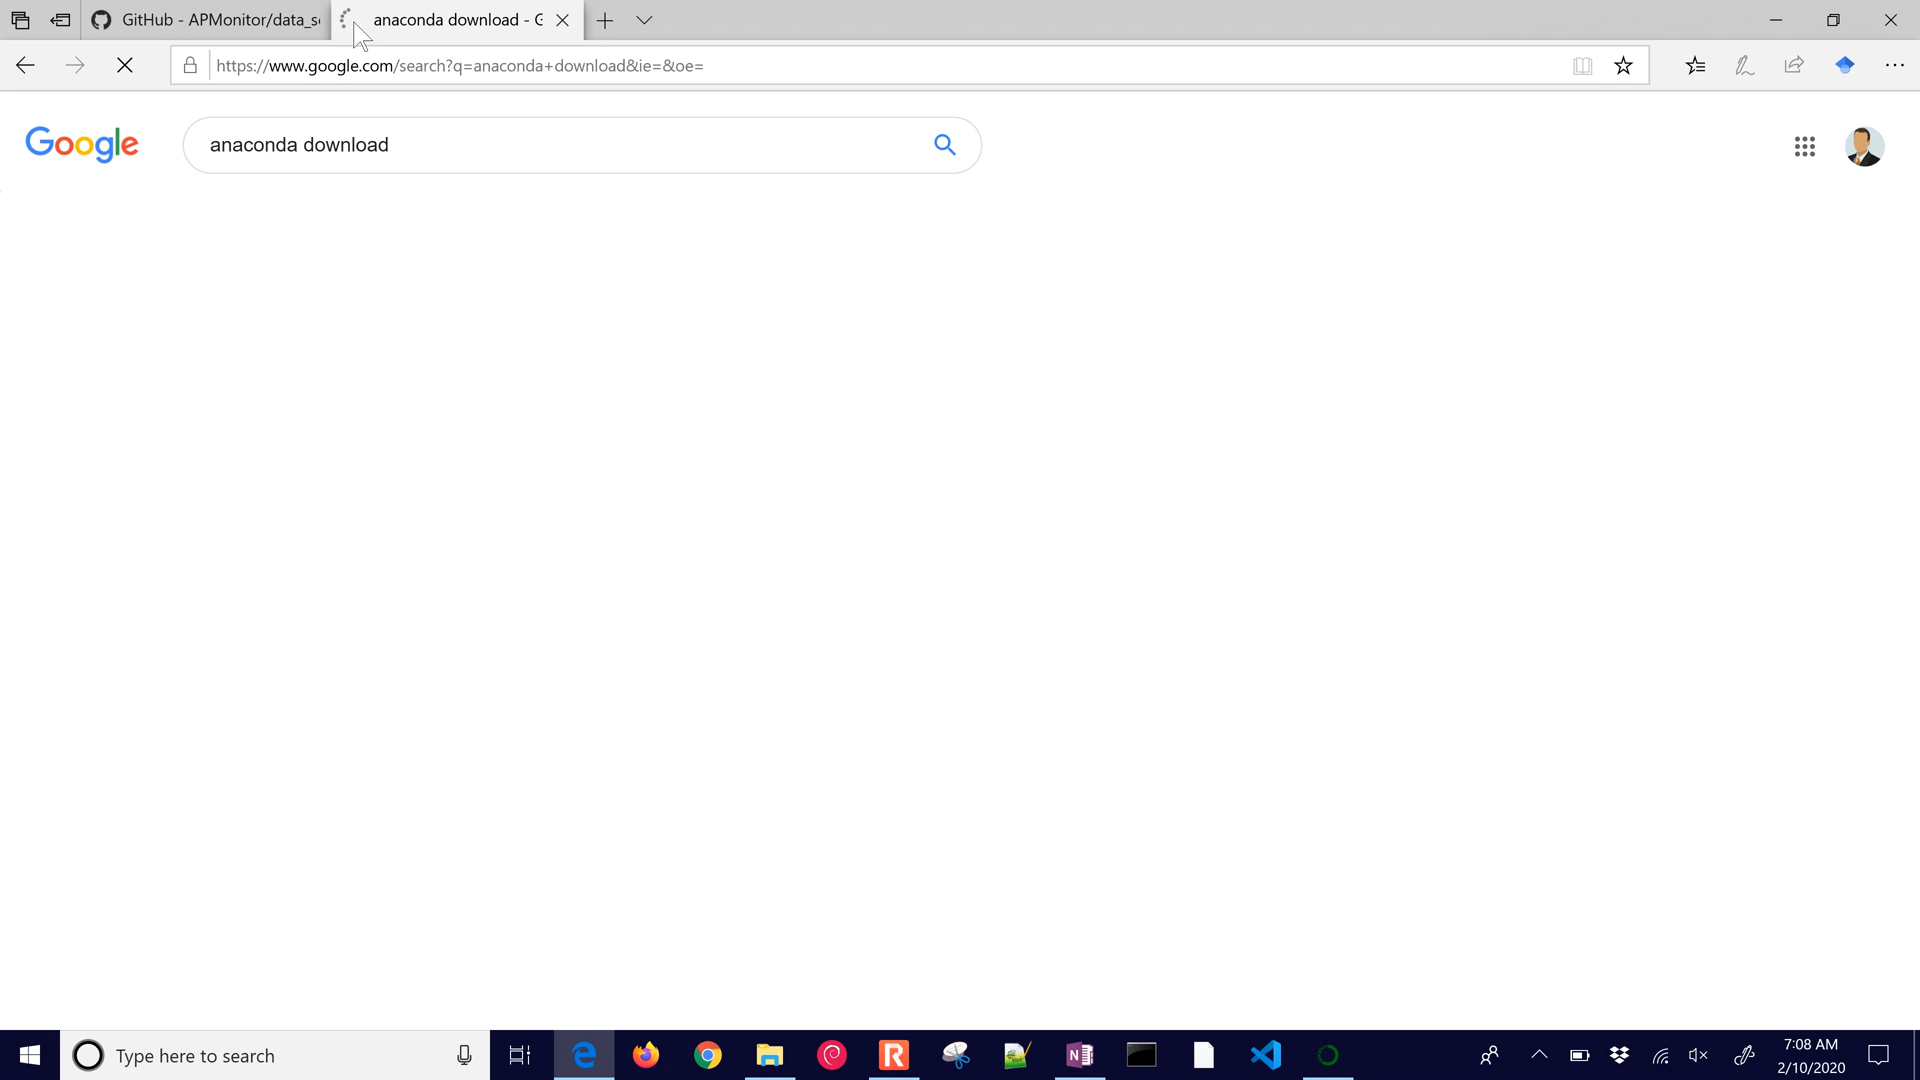 GitHub - APMonitor/data_s
anaconda download - G
https://www.google.com/search?q=anaconda+download&ie=&oe=
Google
anaconda download
Type here to search
7:08 AM
2/10/2020